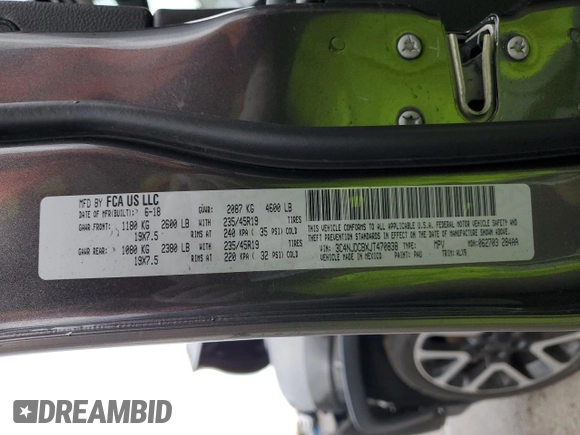 MFD BY FCA US LLC
DATE OF MFR(BUILT): 6-18
GVWR: 2087 KG 4600 LB
GAWR FRONT: 1180 KG 2600 LB WITH 235/45R19 TIRES
19X7.5 RIMS AT 240 KPA ( 35 PSI) COLD
GAWR REAR: 1080 KG 2380 LB WITH 235/45R19 TIRES
19X7.5 RIMS AT 220 KPA ( 32 PSI) COLD
THIS VEHICLE CONFORMS TO ALL APPLICABLE U.S.A. FEDERAL MOTOR VEHICLE SAFETY AND
THEFT PREVENTION STANDARDS IN EFFECT ON THE DATE OF MANUFACTURE SHOWN ABOVE.
VIN: 3C4NJDCBXJT470838 TYPE: MPV MDH:062703 284AA
VEHICLE MADE IN MEXICO PAINT: PAU TRIM: ALX9
DREAMBID